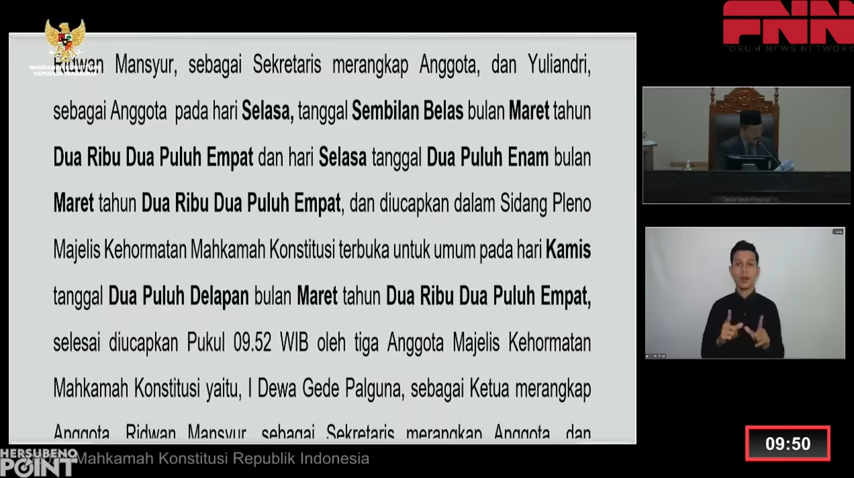 FNN
FORUM NEWS NETWORK
Ridwan Mansyur, sebagai Sekretaris merangkap Anggota, dan Yuliandri,
sebagai Anggota pada hari Selasa, tanggal Sembilan Belas bulan Maret tahun
Dua Ribu Dua Puluh Empat dan hari Selasa tanggal Dua Puluh Enam bulan
Maret tahun Dua Ribu Dua Puluh Empat, dan diucapkan dalam Sidang Pleno
Majelis Kehormatan Mahkamah Konstitusi terbuka untuk umum pada hari Kamis
tanggal Dua Puluh Delapan bulan Maret tahun Dua Ribu Dua Puluh Empat,
selesai diucapkan Pukul 09.52 WIB oleh tiga Anggota Majelis Kehormatan
Mahkamah Konstitusi yaitu, I Dewa Gede Palguna, sebagai Ketua merangkap
Anggota, Ridwan Mansyur, sebagai Sekretaris merangkap Anggota, dan
09:50
HERSUBENO
POINT
Mahkamah Konstitusi Republik Indonesia